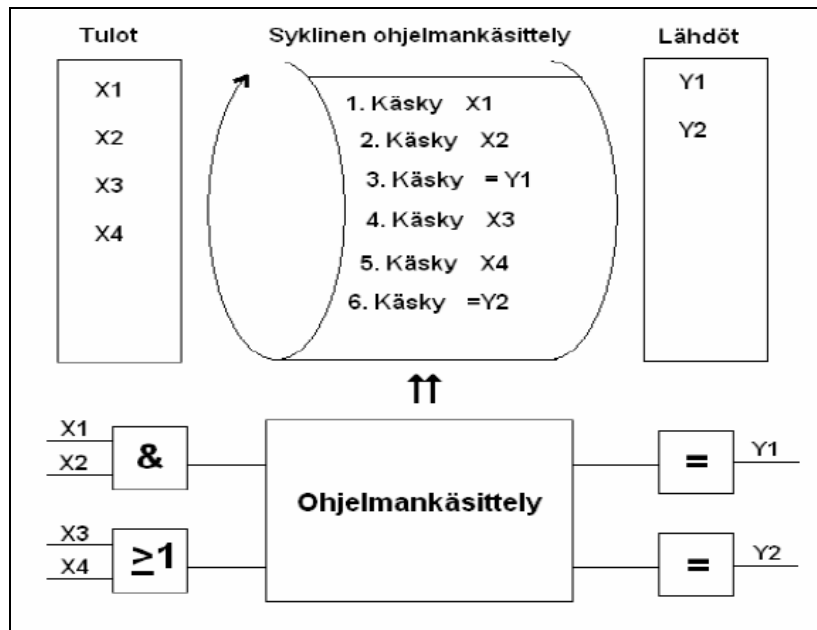 Tulot
Syklinen ohjelmankäsittely
Lähdöt
X1
X2
X3
X4
1. Käsky X1
2. Käsky X2
3. Käsky = Y1
4. Käsky X3
5. Käsky X4
6. Käsky =Y2
Y1
Y2
X1
X2
&
X3
X4
≥1
Ohjelmankäsittely
=
Y1
=
Y2